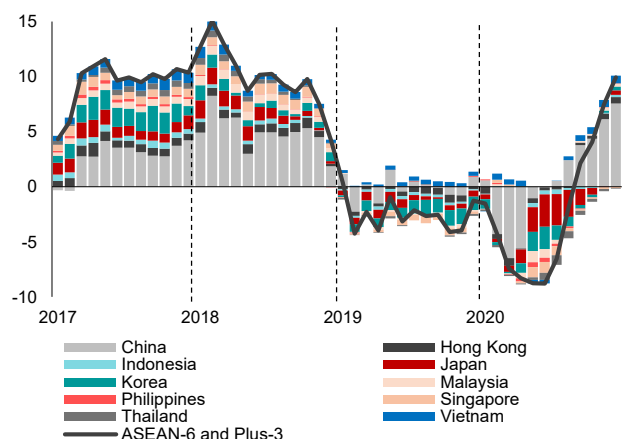 15
10
5
0
-5
-10
2017 2018 2019 2020
China Hong Kong
Indonesia Japan
Korea Malaysia
Philippines Singapore
Thailand Vietnam
ASEAN-6 and Plus-3